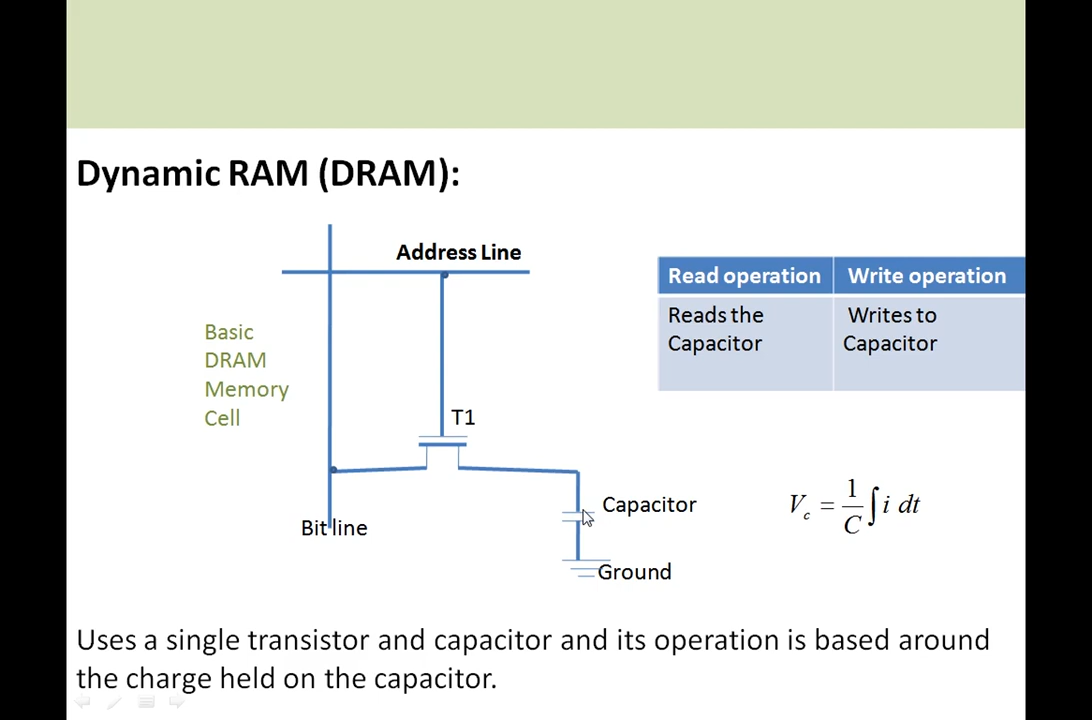 Dynamic RAM (DRAM):
Address Line
Basic
DRAM
Memory
Cell
T1
Bit line
Capacitor
Ground
Read operation Write operation
Reads the Writes to
Capacitor Capacitor
V_c = 1/C ∫ i dt
Uses a single transistor and capacitor and its operation is based around
the charge held on the capacitor.